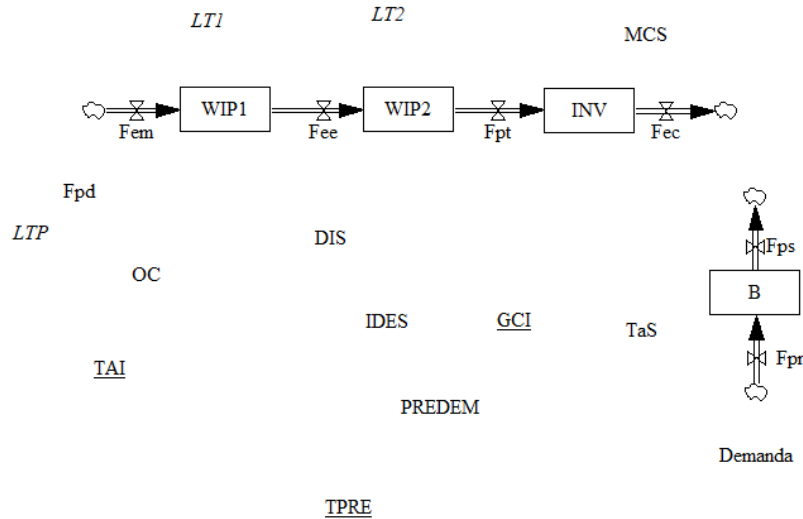 LT1
LT2
MCS
WIP1
WIP2
INV
Fem
Fee
Fpt
Fec
Fpd
LTP
DIS
Fps
OC
B
IDES
GCI
TaS
TAI
Fpr
PREDEM
Demanda
TPRE